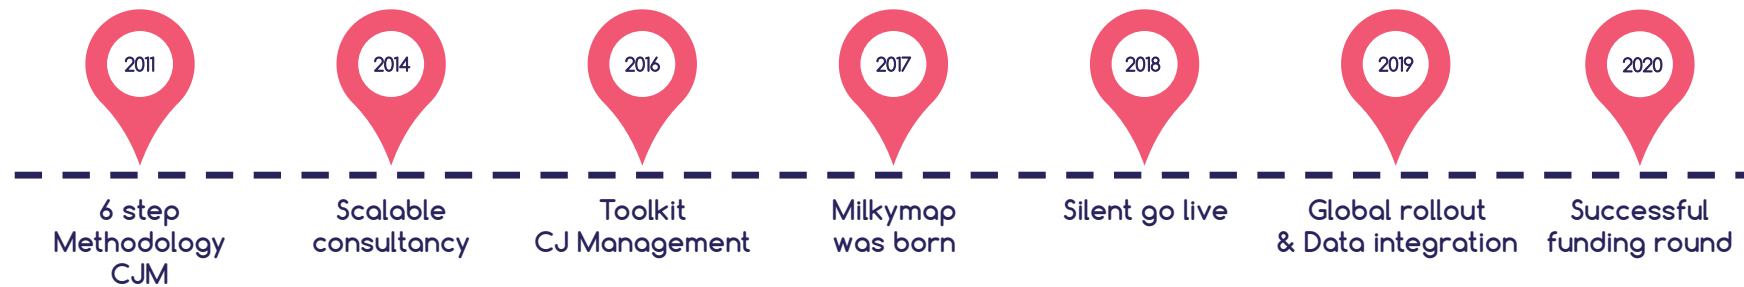 2011
2014
2016
2017
2018
2019
2020
6 step
Methodology
CJM
Scalable
consultancy
Toolkit
CJ Management
Milkymap
was born
Silent go live
Global rollout
& Data integration
Successful
funding round